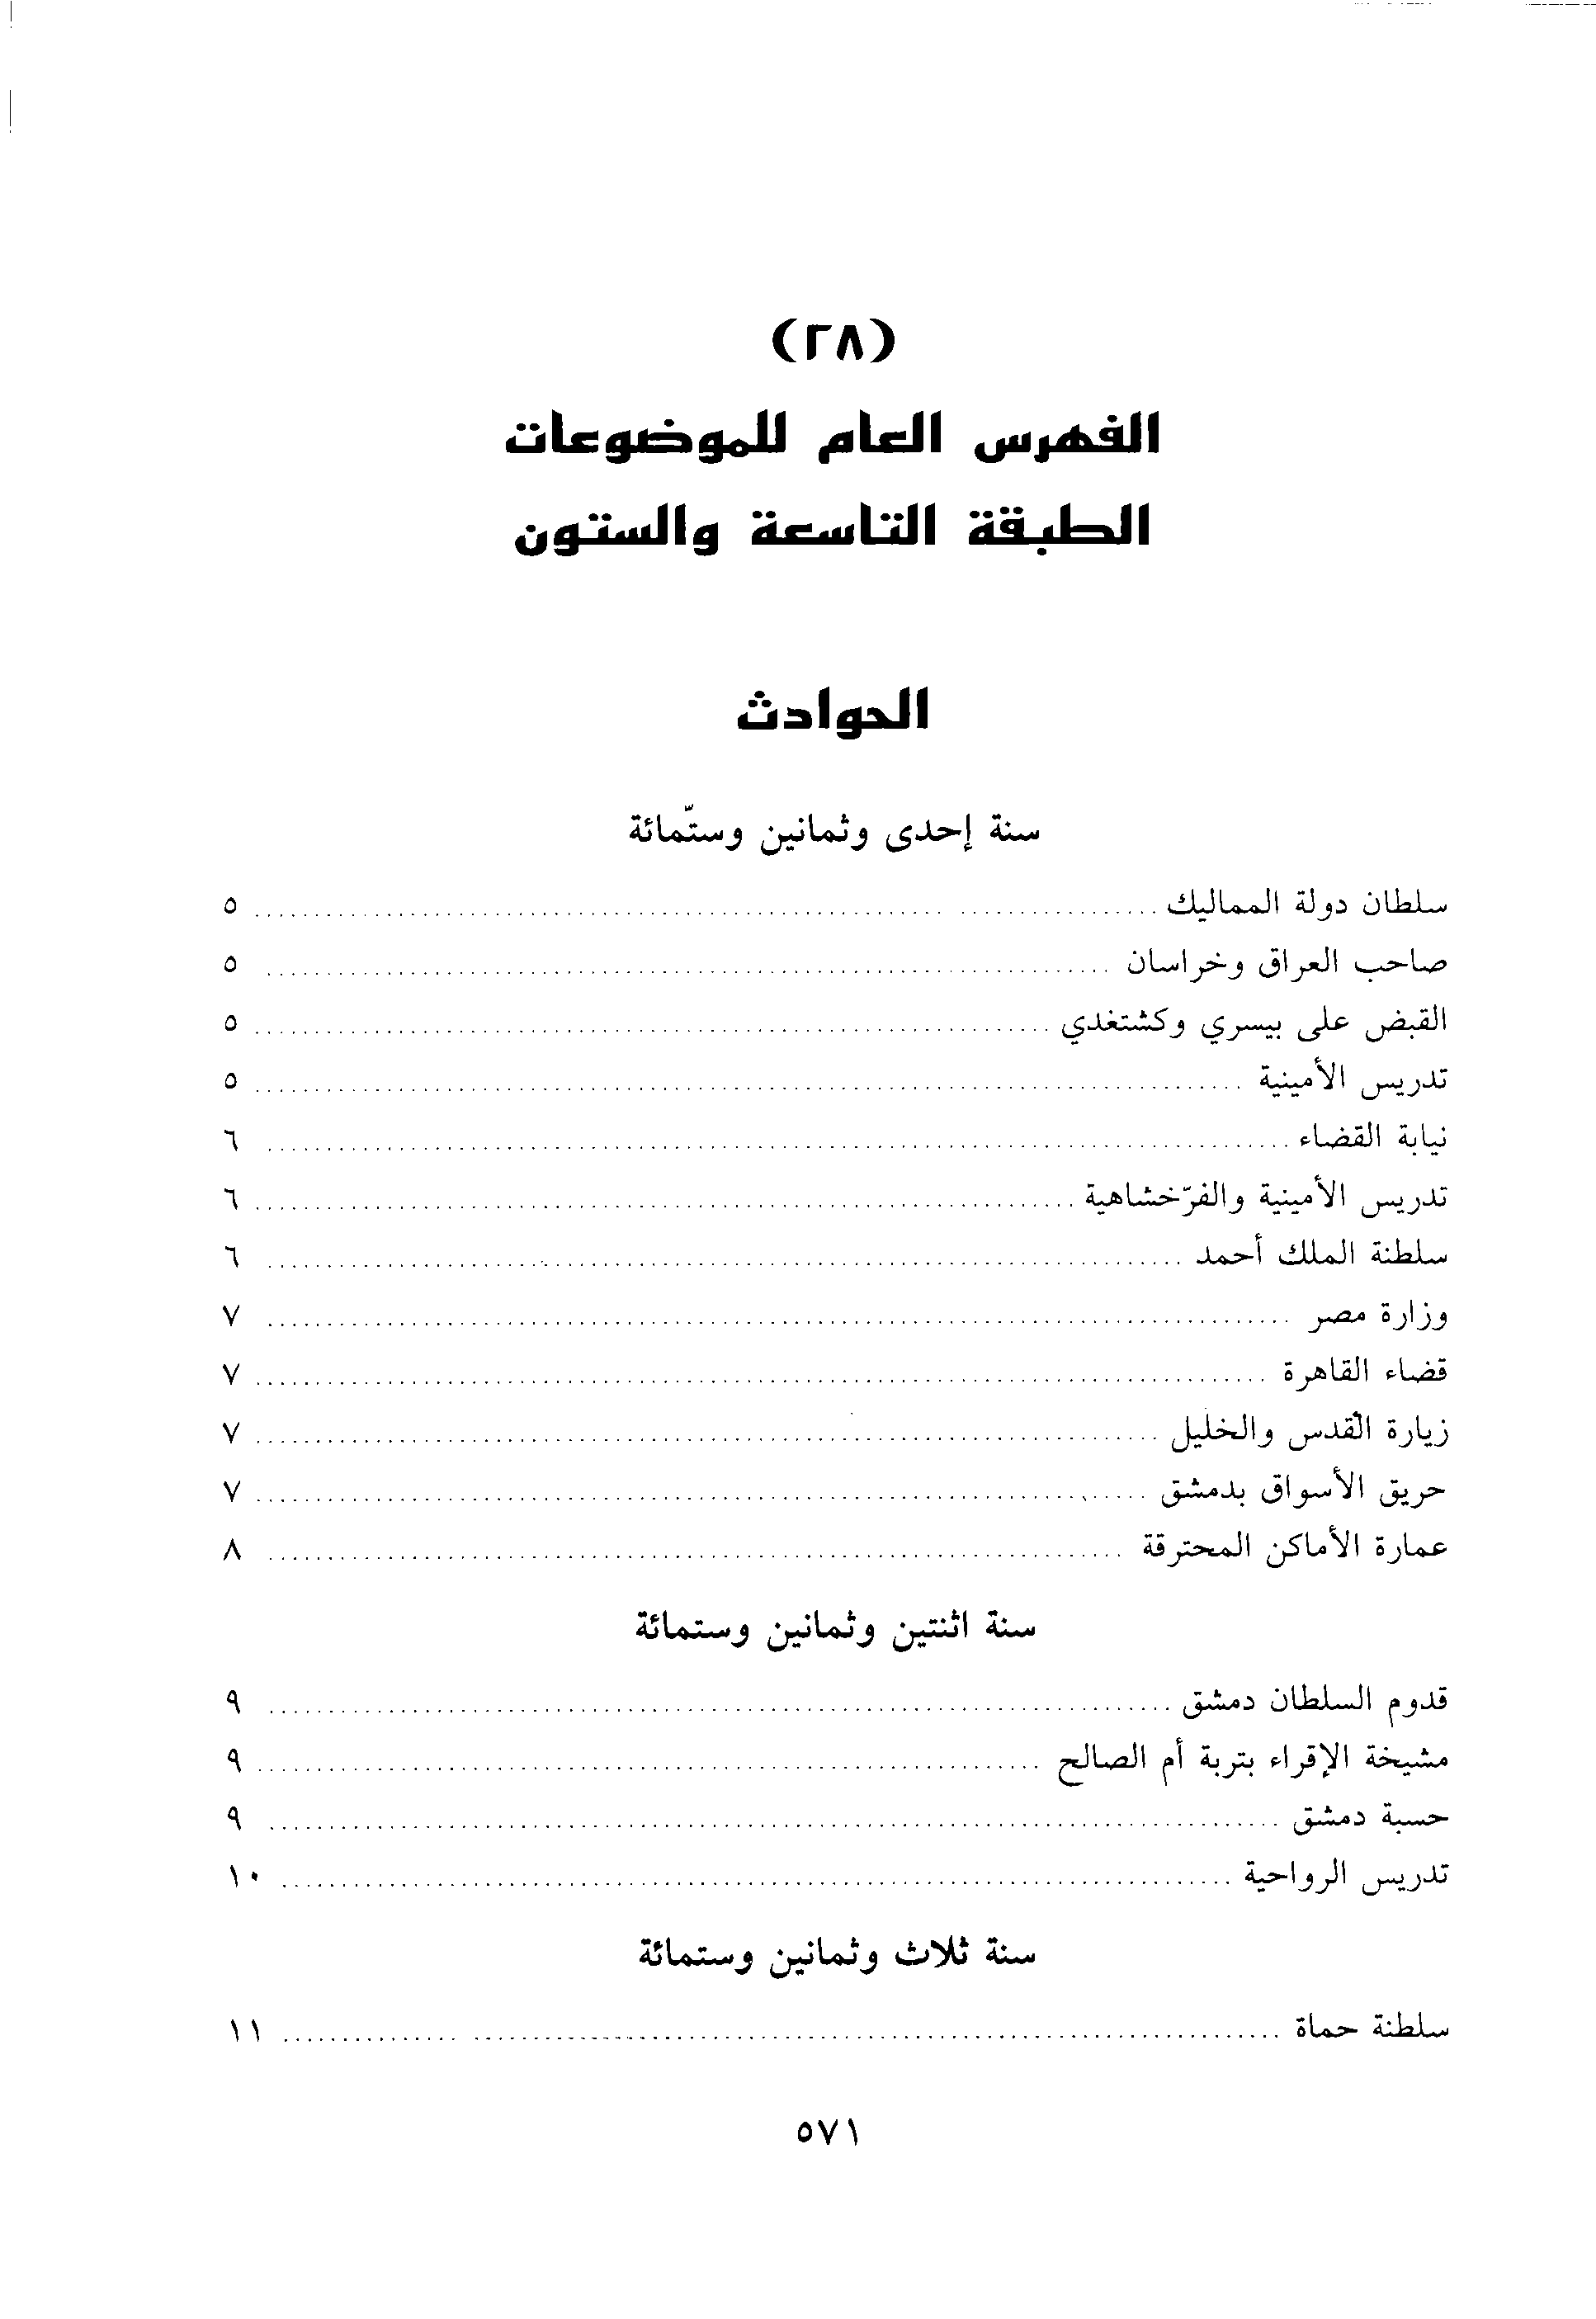 (٢٨)
الفهرس العام للموضوعات
الطبقة التاسعة والستون
الحوادث
سنة إحدى وثمانين وستّمائة
سلطان دولة المماليك ........ ٥
صاحب العراق وخراسان ........ ٥
القبض على بيسري وكشتغدي ........ ٥
تدريس الأمينية ........ ٥
نيابة القضاء ........ ٦
تدريس الأمينية والفرّخشاهية ........ ٦
سلطنة الملك أحمد ........ ٦
وزارة مصر ........ ٧
قضاء القاهرة ........ ٧
زيارة القدس والخليل ........ ٧
حريق الأسواق بدمشق ........ ٧
عمارة الأماكن المحترقة ........ ٨
سنة اثنتين وثمانين وستمائة
قدوم السلطان دمشق ........ ٩
مشيخة الإقراء بتربة أم الصالح ........ ٩
حسبة دمشق ........ ٩
تدريس الرواحية ........ ١٠
سنة ثلاث وثمانين وستمائة
سلطنة حماة ........ ١١
٥٧١